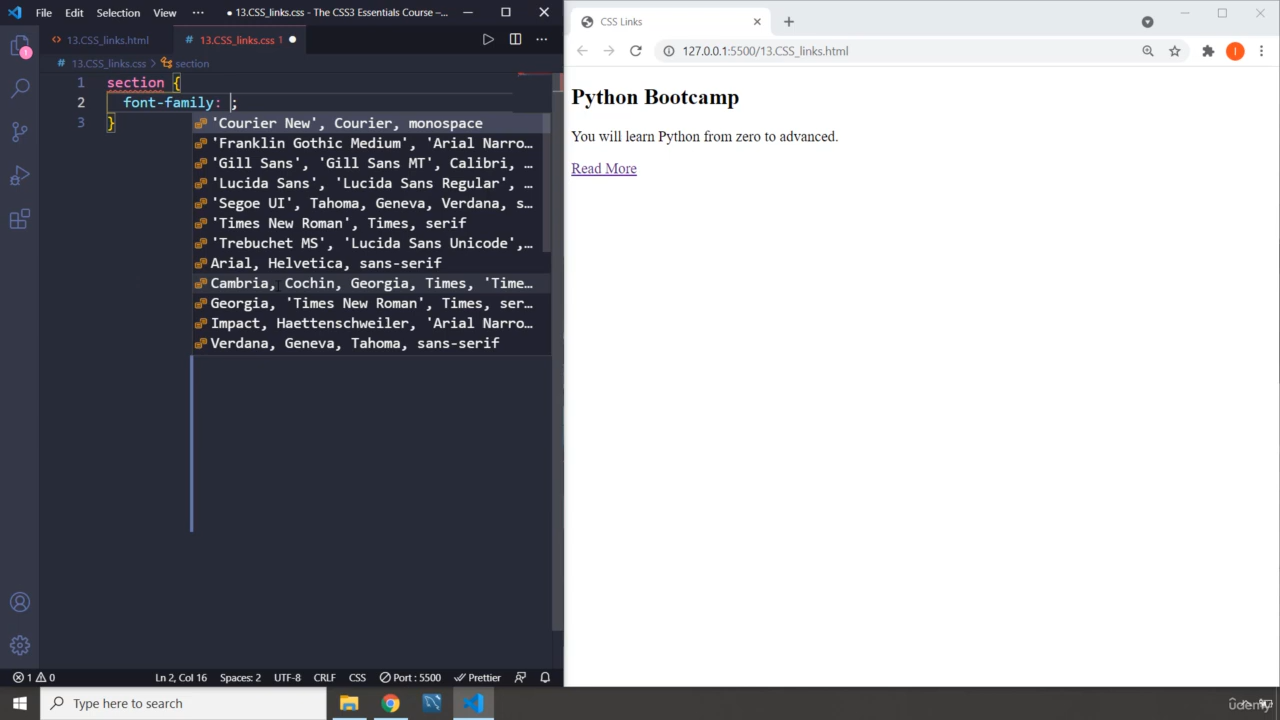 File Edit Selection View ··· ● 13.CSS_links.css - The CSS3 Essentials Course –...
13.CSS_links.html
# 13.CSS_links.css 1 ●
# 13.CSS_links.css > section
1 section {
2 font-family: ;
3 }
'Courier New', Courier, monospace
'Franklin Gothic Medium', 'Arial Narro...
'Gill Sans', 'Gill Sans MT', Calibri, ...
'Lucida Sans', 'Lucida Sans Regular', ...
'Segoe UI', Tahoma, Geneva, Verdana, s...
'Times New Roman', Times, serif
'Trebuchet MS', 'Lucida Sans Unicode',...
Arial, Helvetica, sans-serif
Cambria, Cochin, Georgia, Times, 'Time...
Georgia, 'Times New Roman', Times, ser...
Impact, Haettenschweiler, 'Arial Narro...
Verdana, Geneva, Tahoma, sans-serif
1
1 0 Ln 2, Col 16 Spaces: 2 UTF-8 CRLF CSS Port : 5500 Prettier
CSS Links
127.0.0.1:5500/13.CSS_links.html
I
Python Bootcamp
You will learn Python from zero to advanced.
Read More
Type here to search
udemy